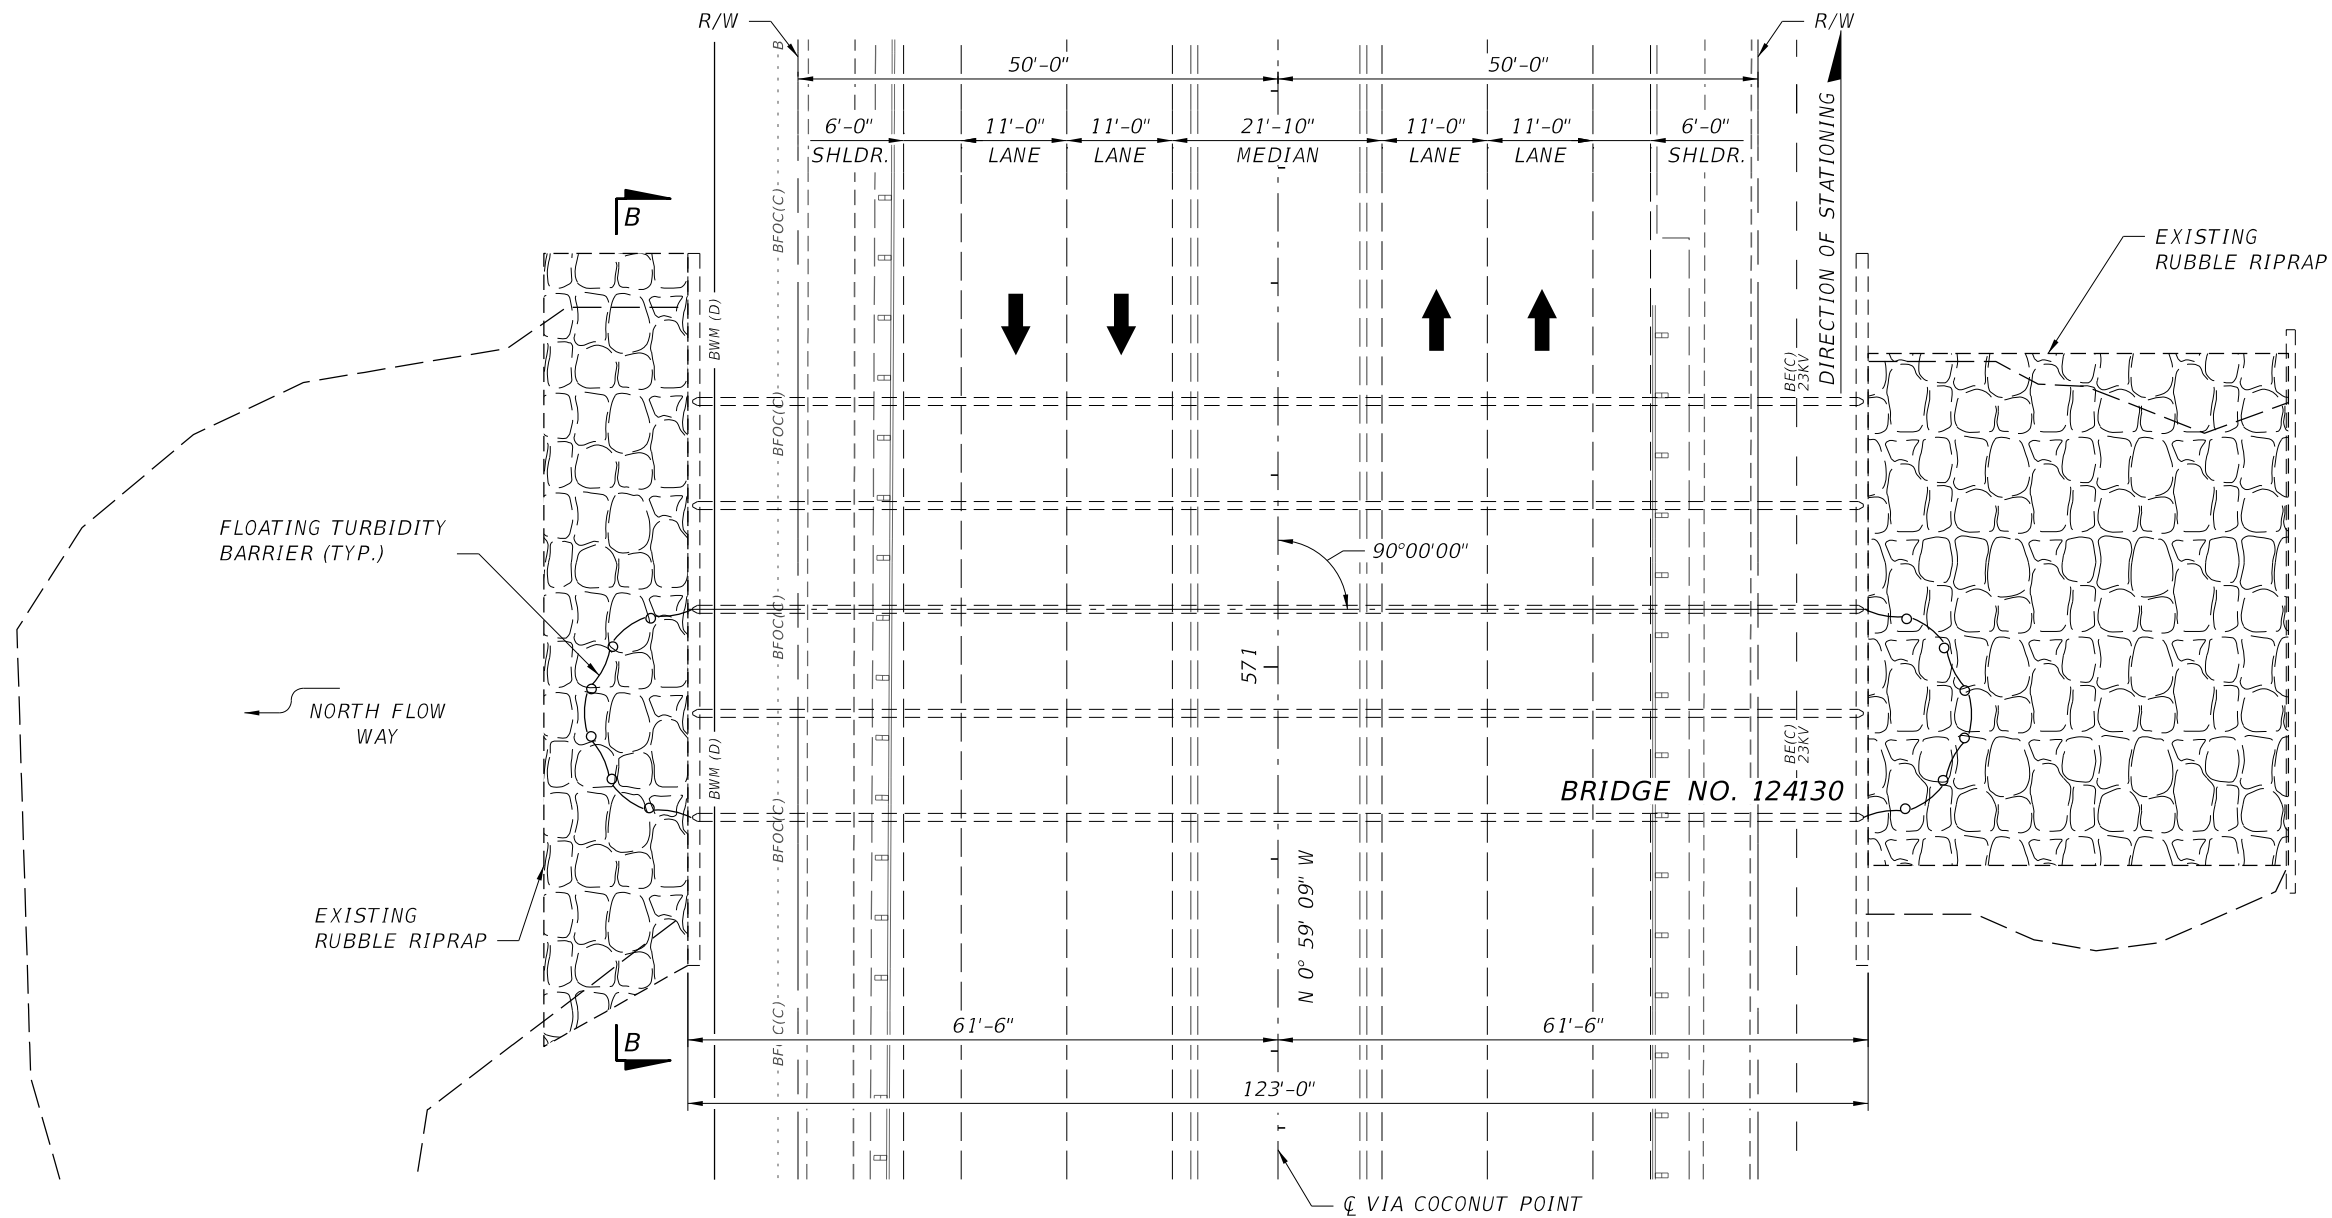 R/W
R/W
50'-0"
50'-0"
6'-0"
11'-0"
11'-0"
21'-10"
11'-0"
11'-0"
6'-0"
SHLDR.
LANE
LANE
MEDIAN
LANE
LANE
SHLDR.
B
B
BFOC(C)
DIRECTION OF STATIONING
EXISTING
RUBBLE RIPRAP
BWM (D)
BE(C)
23KV
BFOC(C)
FLOATING TURBIDITY
BARRIER (TYP.)
90°00'00"
BFOC(C)
571
NORTH FLOW
WAY
BWM (D)
BE(C)
23KV
BRIDGE NO. 124130
BFOC(C)
N 0° 59' 09" W
EXISTING
RUBBLE RIPRAP
BFOC(C)
B
61'-6"
61'-6"
123'-0"
℄ VIA COCONUT POINT